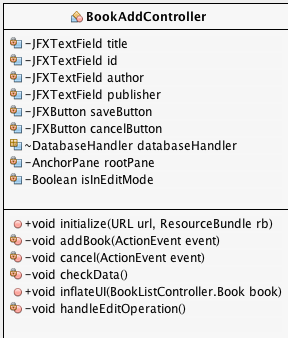 BookAddController
-JFXTextField title
-JFXTextField id
-JFXTextField author
-JFXTextField publisher
-JFXButton saveButton
-JFXButton cancelButton
~DatabaseHandler databaseHandler
-AnchorPane rootPane
-Boolean isInEditMode
+void initialize(URL url, ResourceBundle rb)
-void addBook(ActionEvent event)
-void cancel(ActionEvent event)
-void checkData()
+void inflateUI(BookListController.Book book)
-void handleEditOperation()